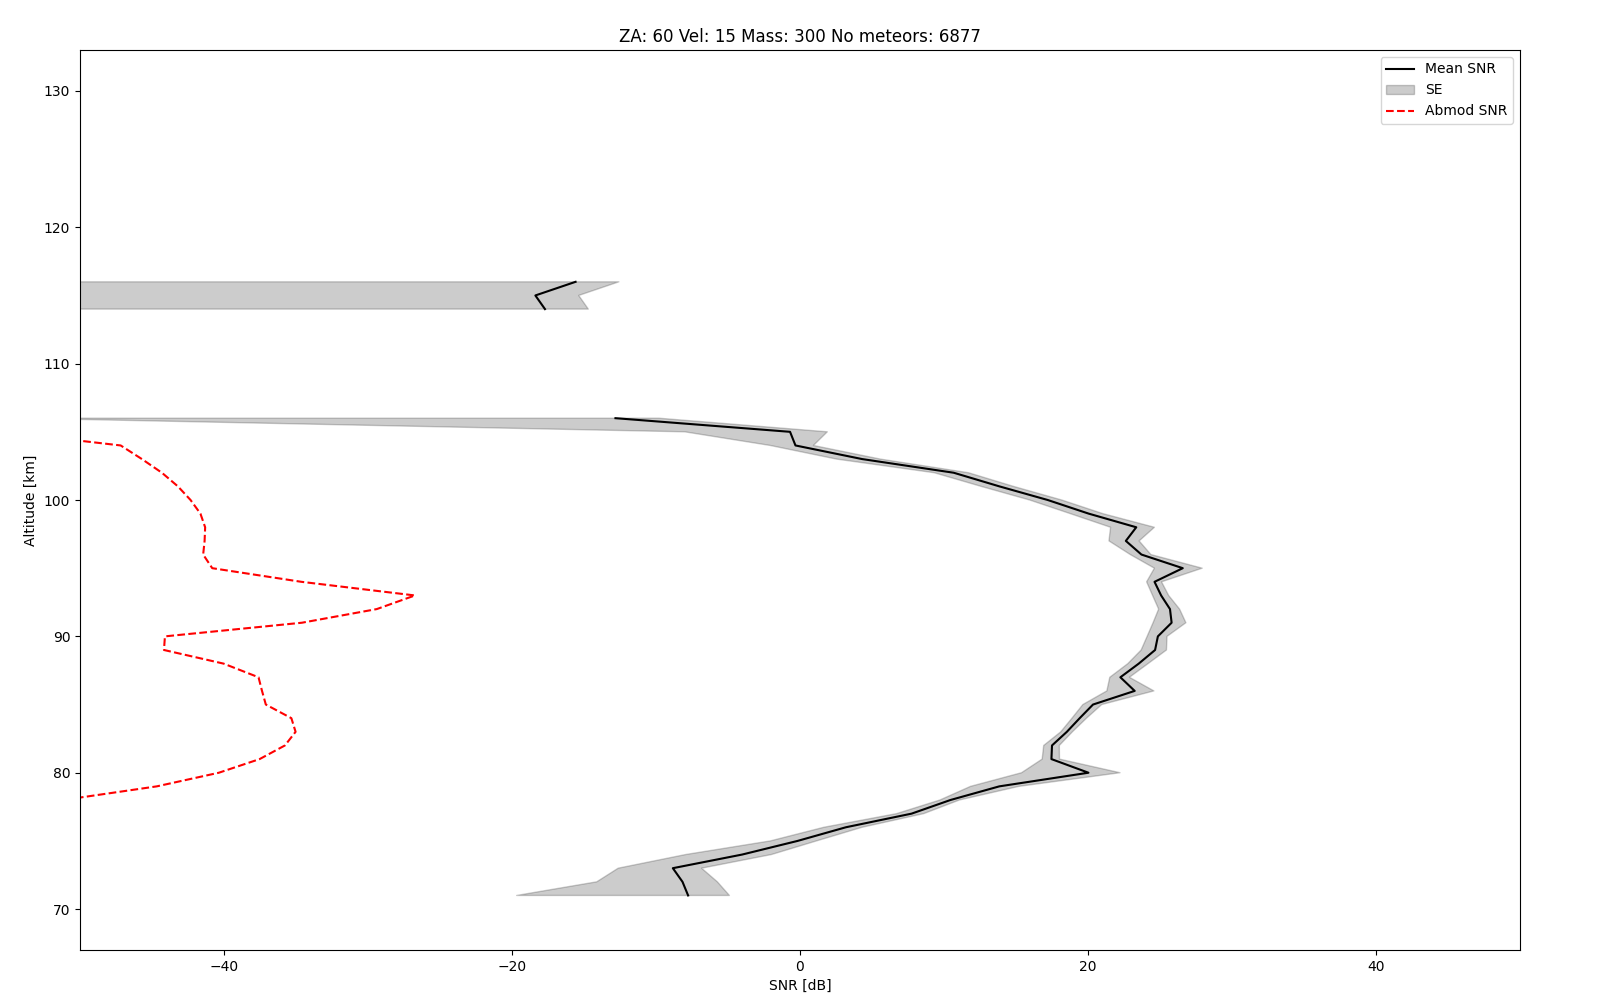 ZA: 60 Vel: 15 Mass: 300 No meteors: 6877
Mean SNR
SE
Abmod SNR
130
120
110
100
90
80
70
Altitude [km]
−40
−20
0
20
40
SNR [dB]